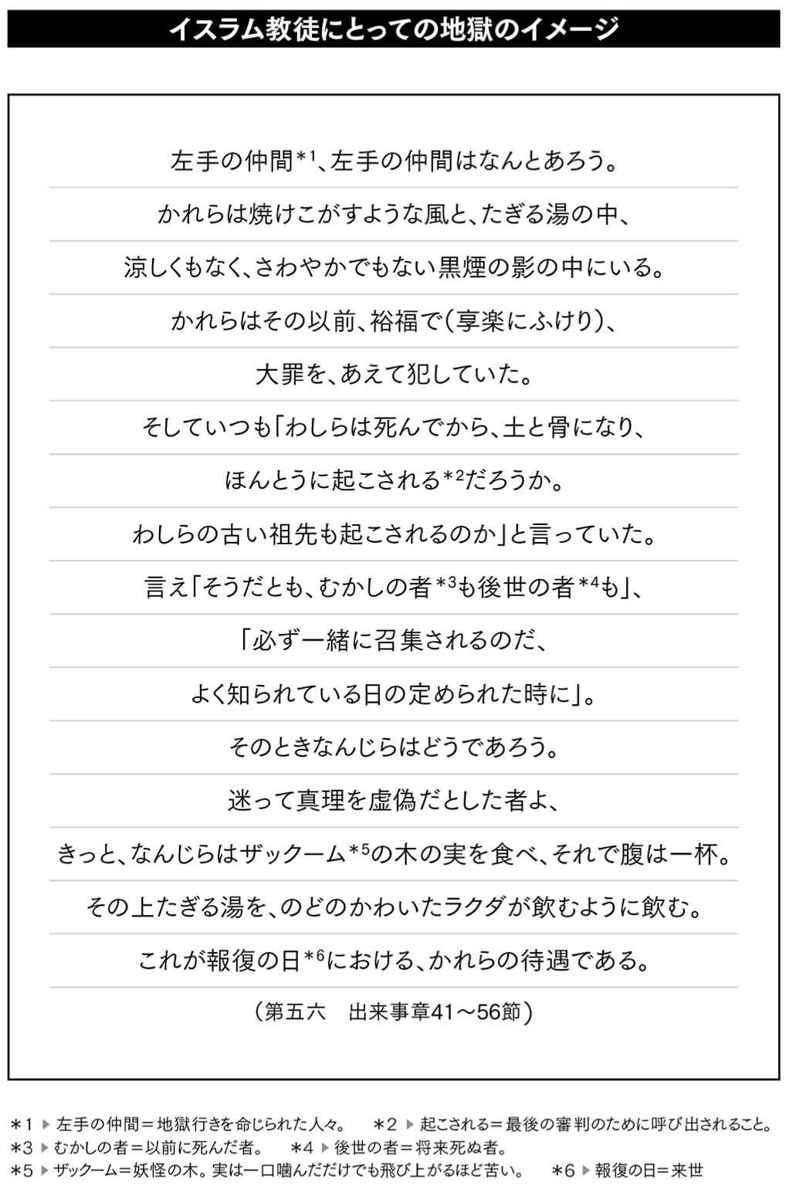 イスラム教徒にとっての地獄のイメージ
左手の仲間＊1、左手の仲間はなんとあろう。
かれらは焼けこがすような風と、たぎる湯の中、
涼しくもなく、さわやかでもない黒煙の影の中にいる。
かれらはその以前、裕福で（享楽にふけり）、
大罪を、あえて犯していた。
そしていつも「わしらは死んでから、土と骨になり、
ほんとうに起こされる＊2だろうか。
わしらの古い祖先も起こされるのか」と言っていた。
言え「そうだとも、むかしの者＊3も後世の者＊4も」、
「必ず一緒に召集されるのだ、
よく知られている日の定められた時に」。
そのときなんじらはどうであろう。
迷って真理を虚偽だとした者よ、
きっと、なんじらはザックーム＊5の木の実を食べ、それで腹は一杯。
その上たぎる湯を、のどのかわいたラクダが飲むように飲む。
これが報復の日＊6における、かれらの待遇である。
（第五六　出来事章41～56節）
＊1 ▶ 左手の仲間＝地獄行きを命じられた人々。　＊2 ▶ 起こされる＝最後の審判のために呼び出されること。
＊3 ▶ むかしの者＝以前に死んだ者。　＊4 ▶ 後世の者＝将来死ぬ者。
＊5 ▶ ザックーム＝妖怪の木。実は一口噛んだだけでも飛び上がるほど苦い。　＊6 ▶ 報復の日＝来世